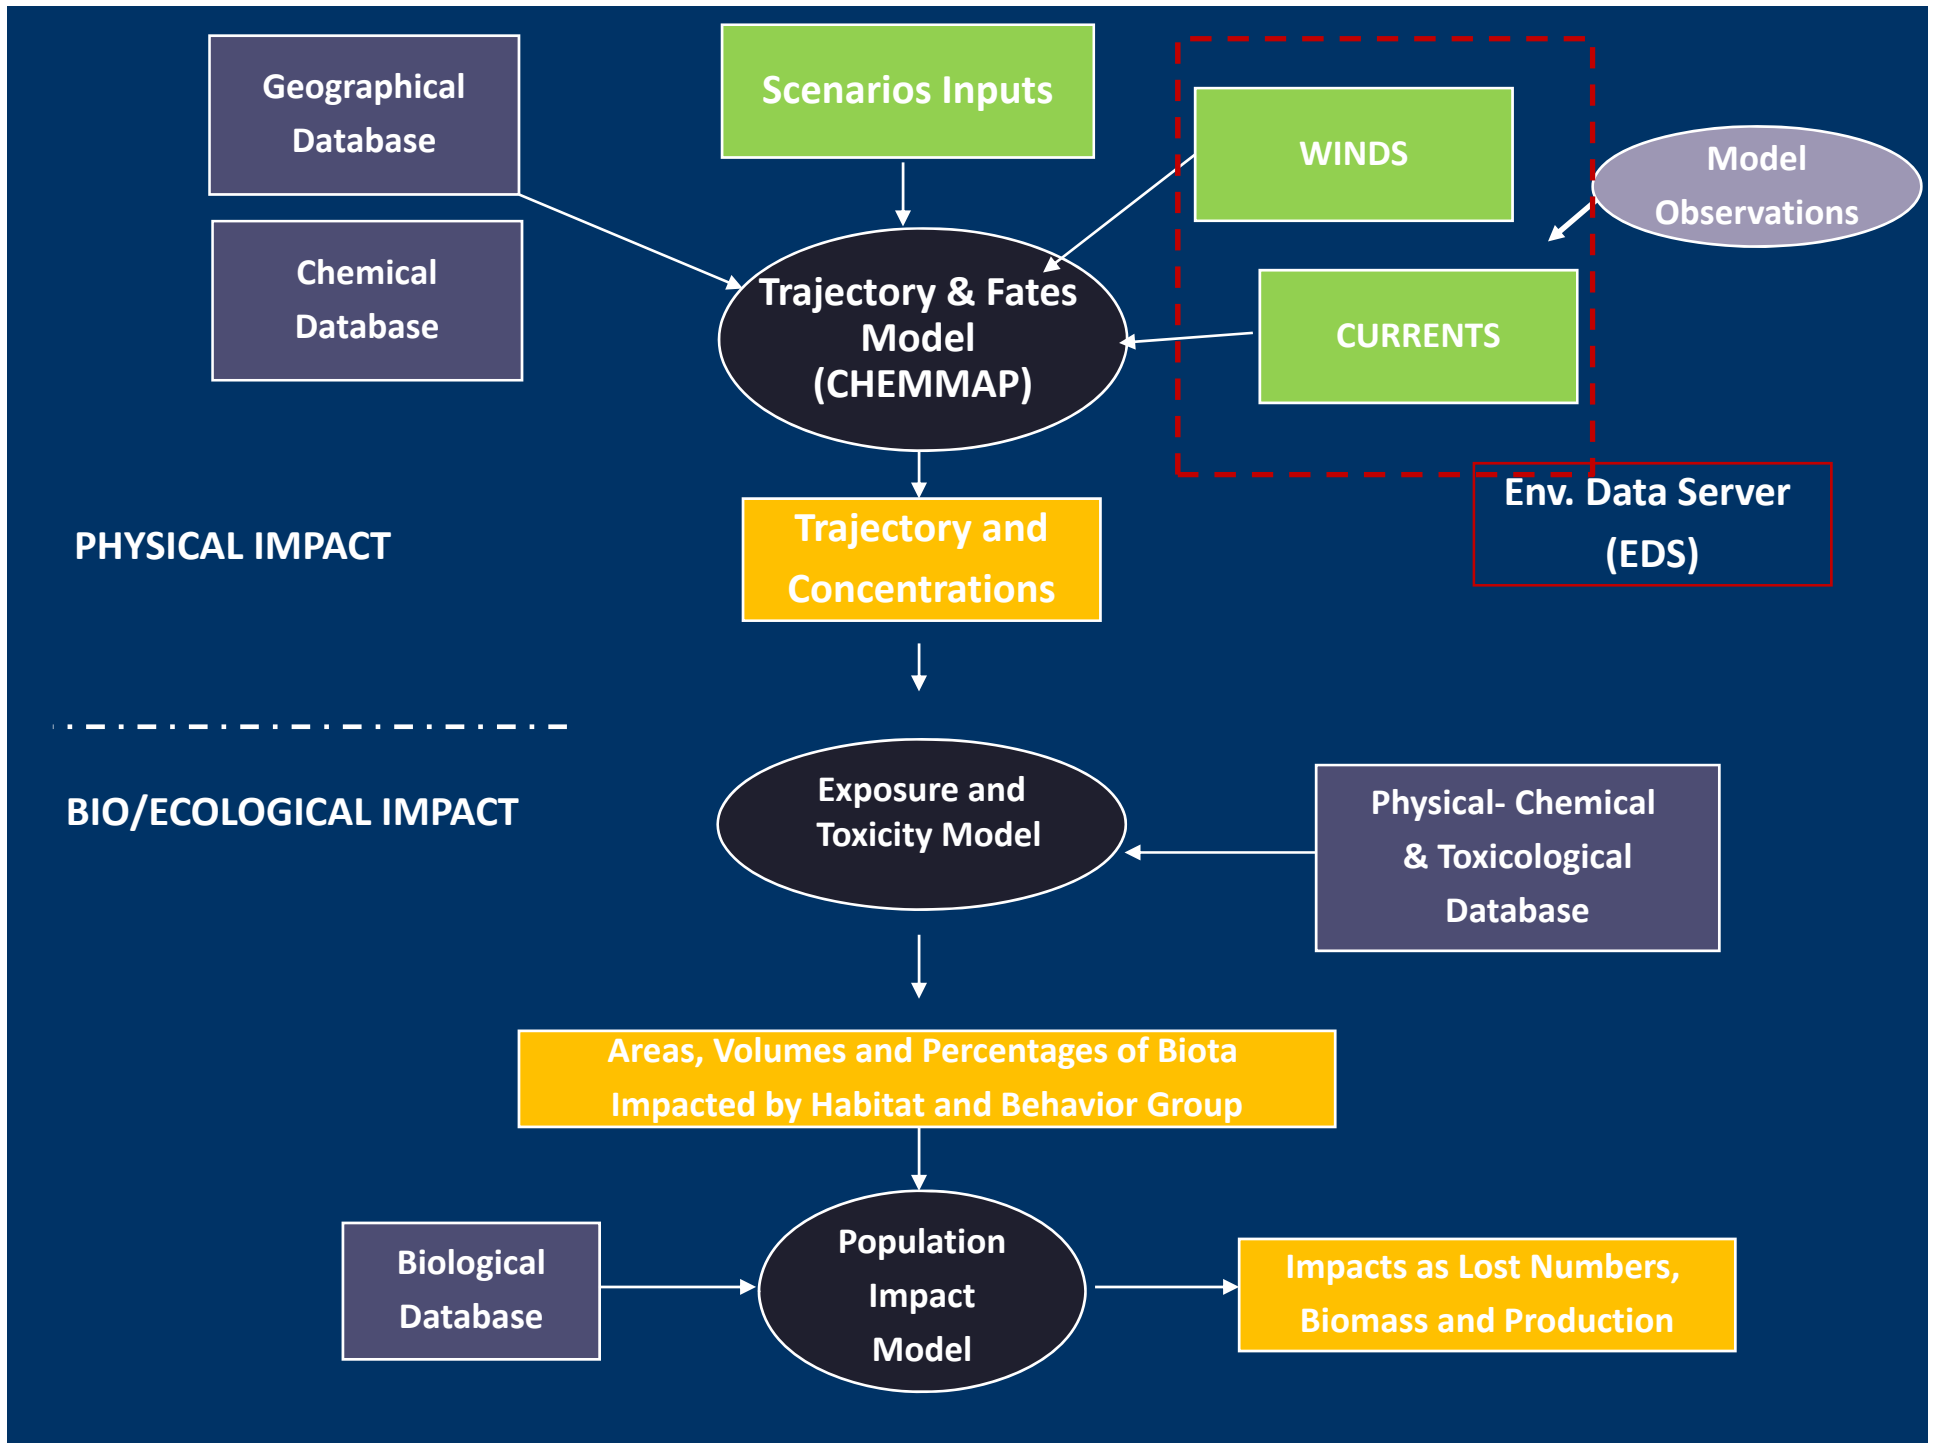 Geographical
Database
Scenarios Inputs
WINDS
Model
Observations
Chemical
Database
Trajectory & Fates
Model
(CHEMMAP)
CURRENTS
Env. Data Server
(EDS)
PHYSICAL IMPACT
Trajectory and
Concentrations
BIO/ECOLOGICAL IMPACT
Exposure and
Toxicity Model
Physical- Chemical
& Toxicological
Database
Areas, Volumes and Percentages of Biota
Impacted by Habitat and Behavior Group
Biological
Database
Population
Impact
Model
Impacts as Lost Numbers,
Biomass and Production